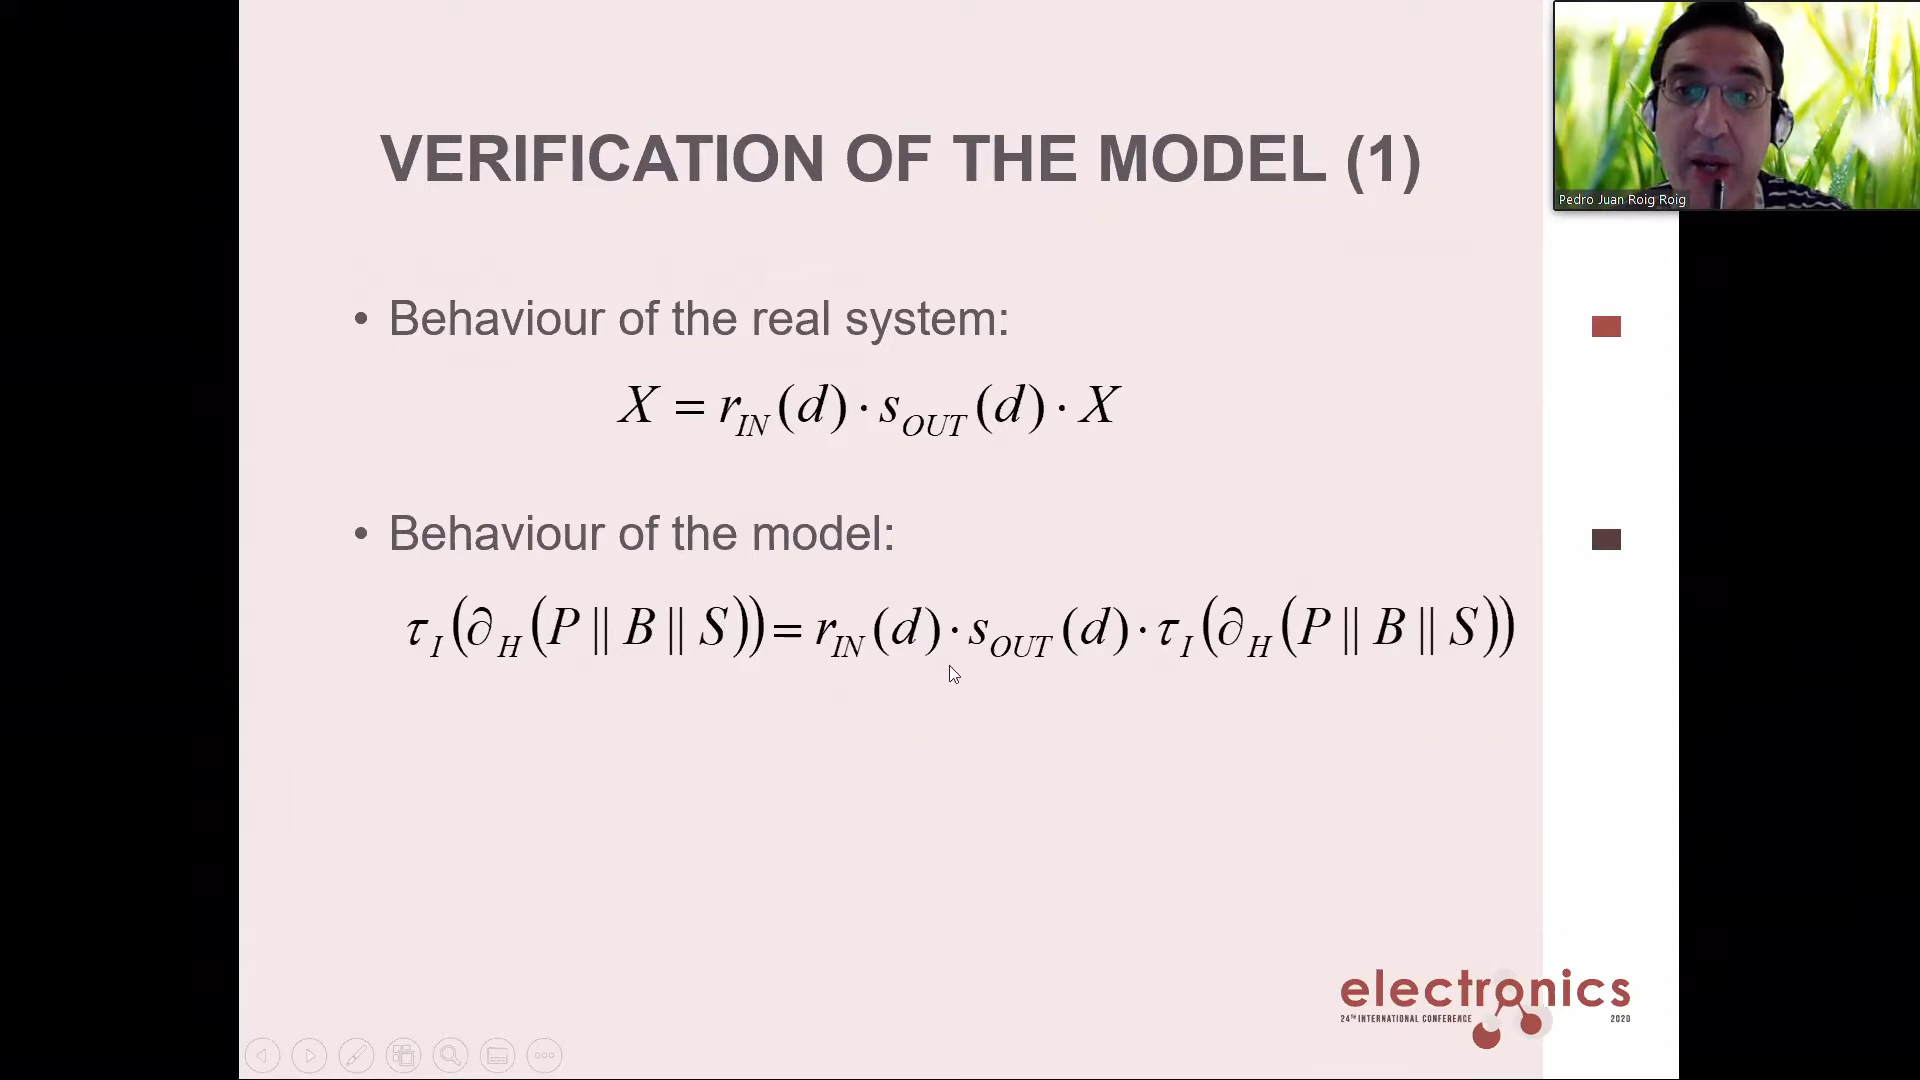 VERIFICATION OF THE MODEL (1)
Pedro Juan Roig Roig
• Behaviour of the real system:
X = r_IN (d) · s_OUT (d) · X
• Behaviour of the model:
τ_I (∂_H (P || B || S)) = r_IN (d) · s_OUT (d) · τ_I (∂_H (P || B || S))
electronics
24TH INTERNATIONAL CONFERENCE 2020